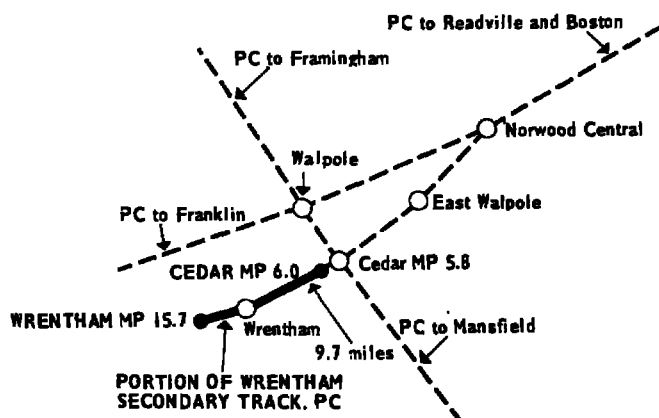 PC to Readville and Boston
PC to Framingham
Norwood Central
Walpole
East Walpole
PC to Franklin
Cedar MP 5.8
CEDAR MP 6.0
WRENTHAM MP 15.7
Wrentham
PC to Mansfield
9.7 miles
PORTION OF WRENTHAM
SECONDARY TRACK, PC